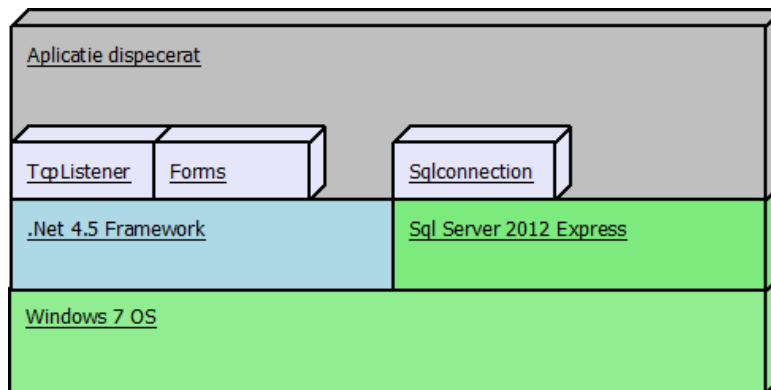 Aplicatie dispecerat
TcpListener
Forms
Sqlconnection
.Net 4.5 Framework
Sql Server 2012 Express
Windows 7 OS